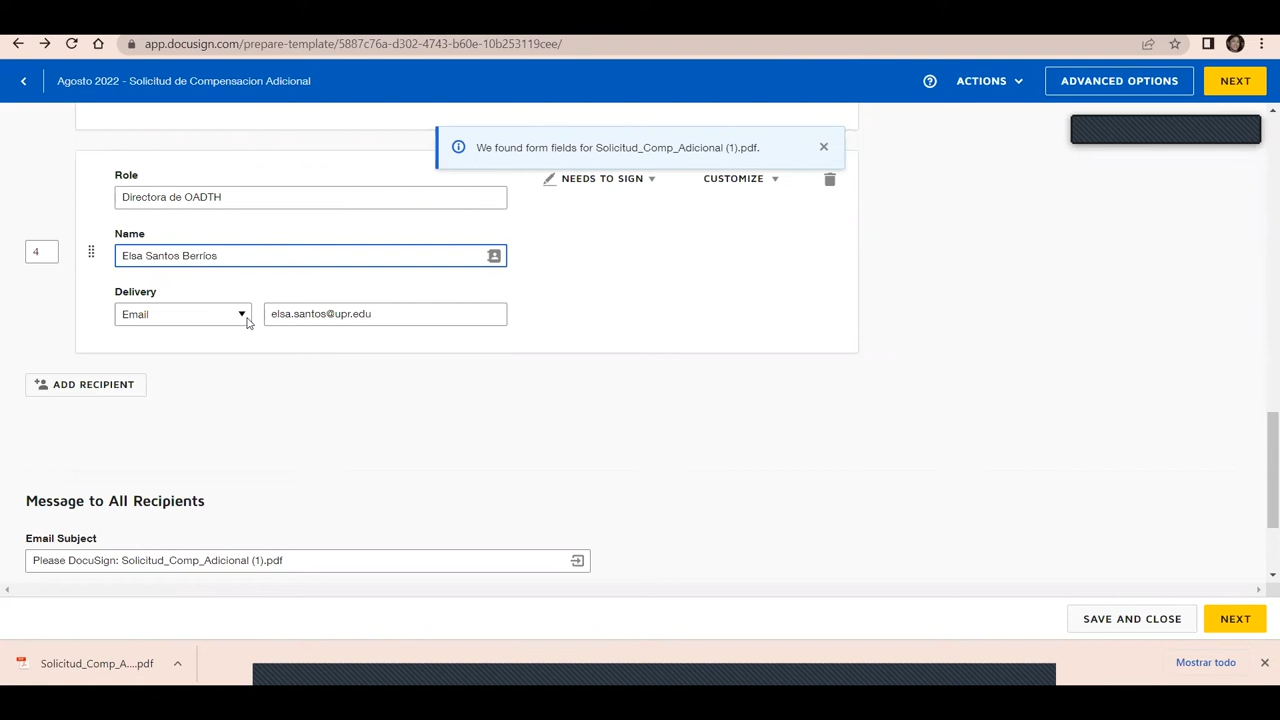 app.docusign.com/prepare-template/5887c76a-d302-4743-b60e-10b253119cee/
Agosto 2022 - Solicitud de Compensacion Adicional
ACTIONS
ADVANCED OPTIONS
NEXT
We found form fields for Solicitud_Comp_Adicional (1).pdf.
Role
NEEDS TO SIGN
CUSTOMIZE
Directora de OADTH
Name
4
Elsa Santos Berríos
Delivery
Email
elsa.santos@upr.edu
ADD RECIPIENT
Message to All Recipients
Email Subject
Please DocuSign: Solicitud_Comp_Adicional (1).pdf
SAVE AND CLOSE
NEXT
Solicitud_Comp_A....pdf
Mostrar todo